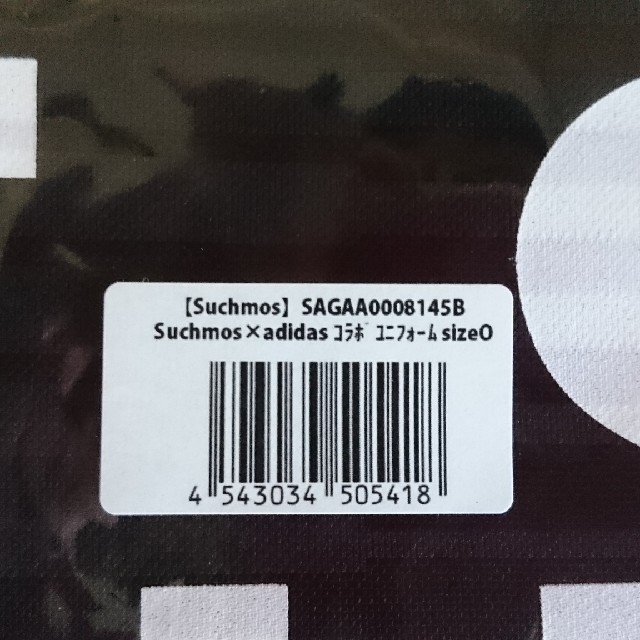 【Suchmos】SAGAA0008145B
Suchmos×adidas ｺﾗﾎﾞ ﾕﾆﾌｫｰﾑ sizeO
4 543034 505418